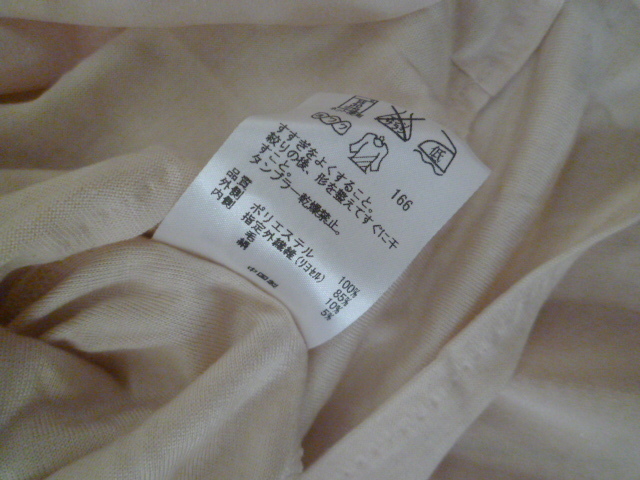 低
166
すすぎをよくすること。
絞りの後、形を整えてすぐに干
すこと。
タンブラー乾燥禁止。
品質
外側 ポリエステル 100%
内側 指定外繊維(リヨセル) 85%
毛 10%
絹 5%